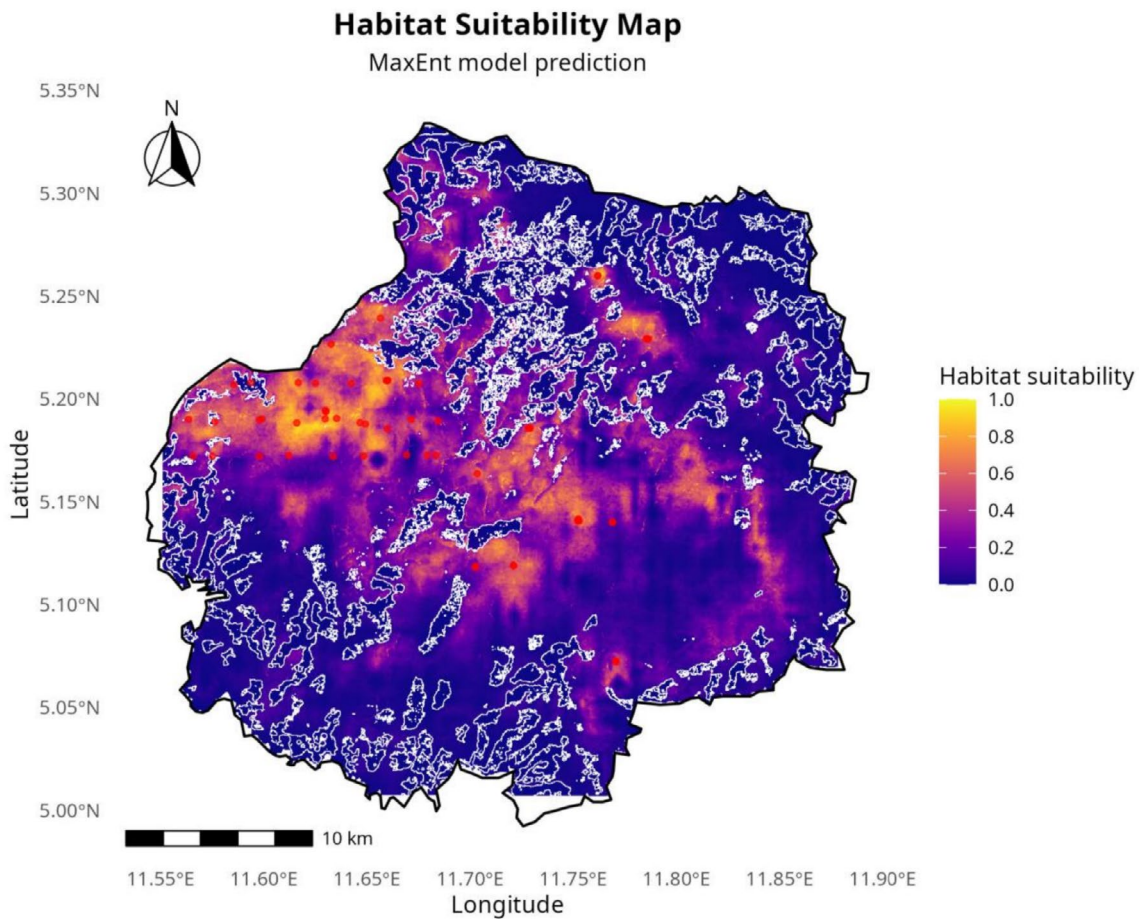 Habitat Suitability Map
MaxEnt model prediction
5.35°N
N
5.30°N
5.25°N
5.20°N
5.15°N
5.10°N
5.05°N
5.00°N
Latitude
Habitat suitability
1.0
0.8
0.6
0.4
0.2
0.0
10 km
11.55°E 11.60°E 11.65°E 11.70°E 11.75°E 11.80°E 11.85°E 11.90°E
Longitude